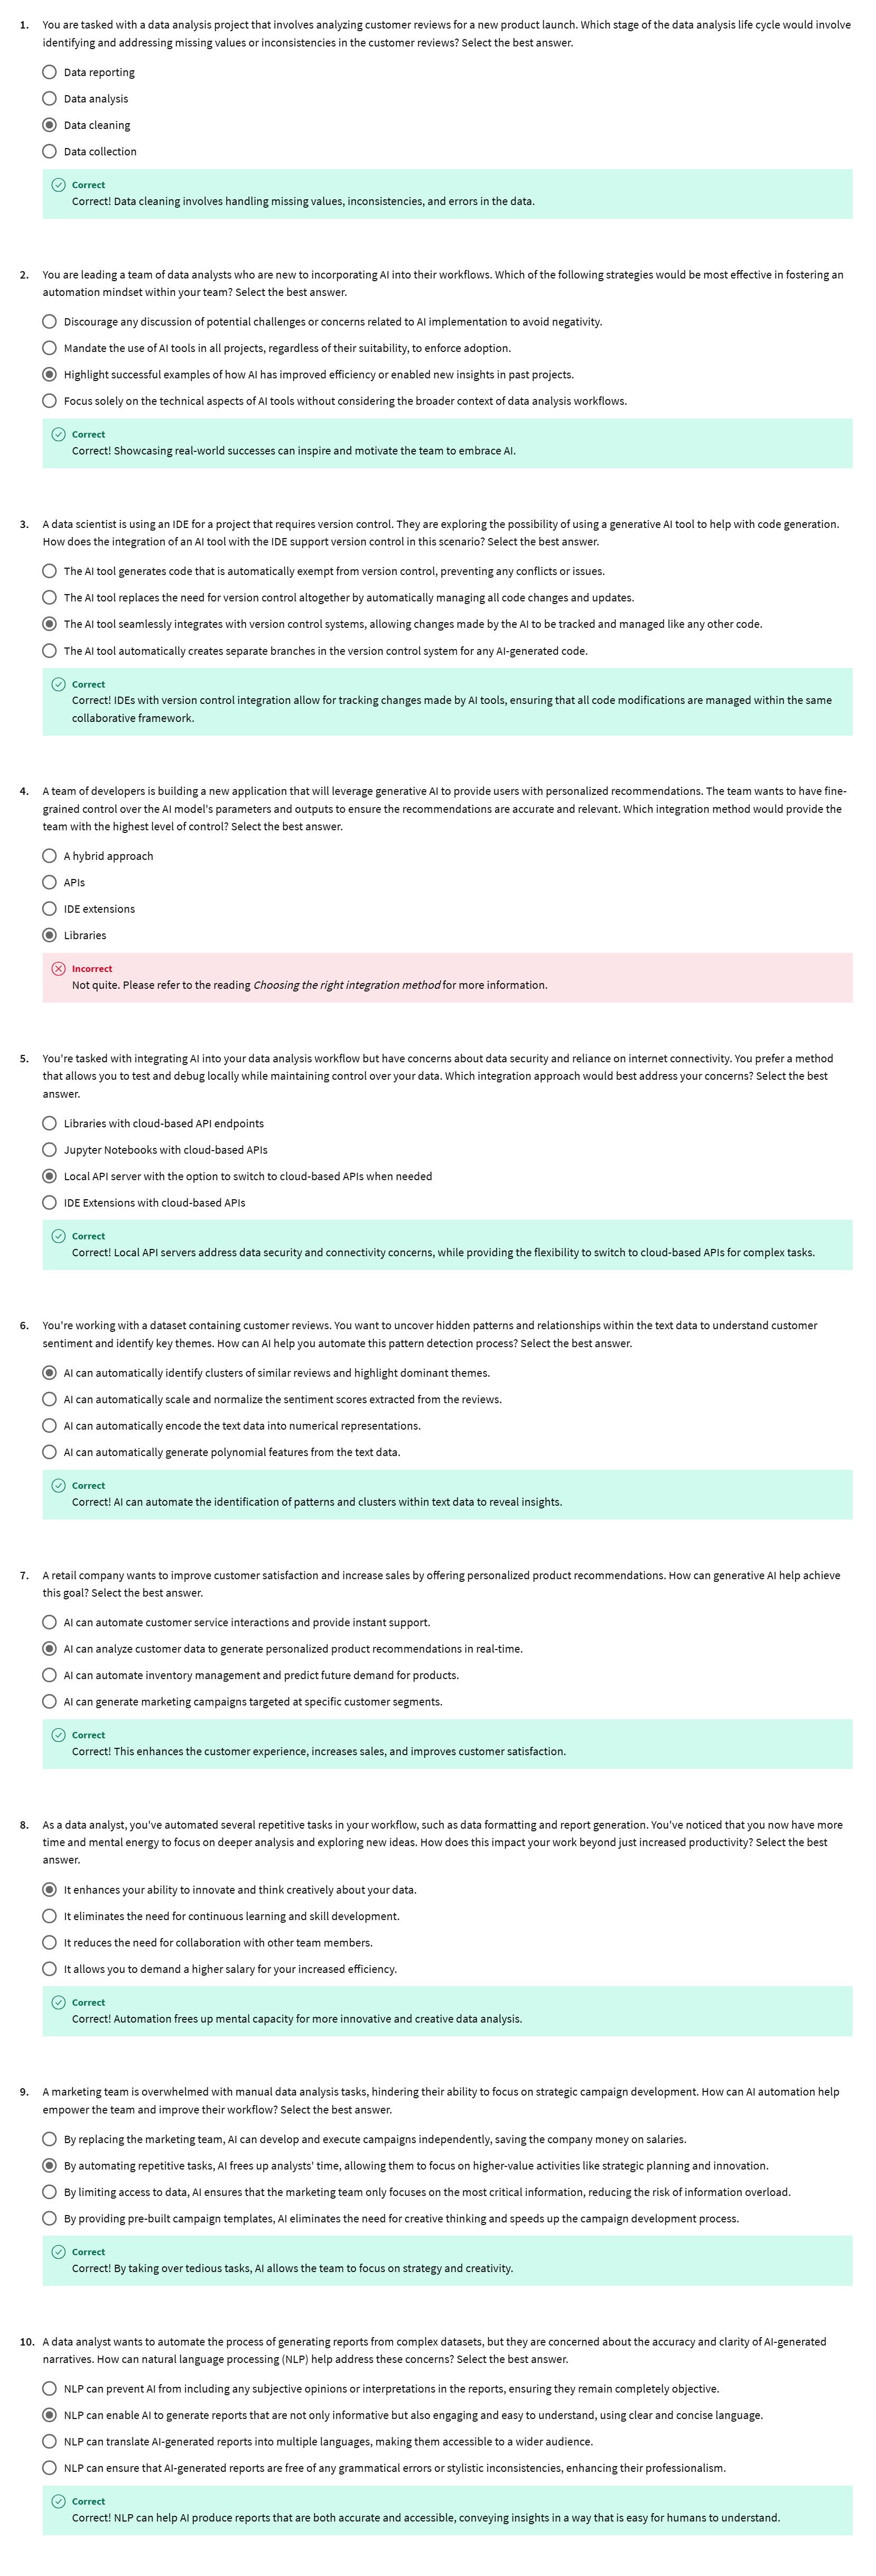 1. You are tasked with a data analysis project that involves analyzing customer reviews for a new product launch. Which stage of the data analysis life cycle would involve
identifying and addressing missing values or inconsistencies in the customer reviews? Select the best answer.
Data reporting
Data analysis
Data cleaning
Data collection
Correct
Correct! Data cleaning involves handling missing values, inconsistencies, and errors in the data.
2. You are leading a team of data analysts who are new to incorporating AI into their workflows. Which of the following strategies would be most effective in fostering an
automation mindset within your team? Select the best answer.
Discourage any discussion of potential challenges or concerns related to AI implementation to avoid negativity.
Mandate the use of AI tools in all projects, regardless of their suitability, to enforce adoption.
Highlight successful examples of how AI has improved efficiency or enabled new insights in past projects.
Focus solely on the technical aspects of AI tools without considering the broader context of data analysis workflows.
Correct
Correct! Showcasing real-world successes can inspire and motivate the team to embrace AI.
3. A data scientist is using an IDE for a project that requires version control. They are exploring the possibility of using a generative AI tool to help with code generation.
How does the integration of an AI tool with the IDE support version control in this scenario? Select the best answer.
The AI tool generates code that is automatically exempt from version control, preventing any conflicts or issues.
The AI tool replaces the need for version control altogether by automatically managing all code changes and updates.
The AI tool seamlessly integrates with version control systems, allowing changes made by the AI to be tracked and managed like any other code.
The AI tool automatically creates separate branches in the version control system for any AI-generated code.
Correct
Correct! IDEs with version control integration allow for tracking changes made by AI tools, ensuring that all code modifications are managed within the same
collaborative framework.
4. A team of developers is building a new application that will leverage generative AI to provide users with personalized recommendations. The team wants to have fine-
grained control over the AI model's parameters and outputs to ensure the recommendations are accurate and relevant. Which integration method would provide the
team with the highest level of control? Select the best answer.
A hybrid approach
APIs
IDE extensions
Libraries
Incorrect
Not quite. Please refer to the reading Choosing the right integration method for more information.
5. You're tasked with integrating AI into your data analysis workflow but have concerns about data security and reliance on internet connectivity. You prefer a method
that allows you to test and debug locally while maintaining control over your data. Which integration approach would best address your concerns? Select the best
answer.
Libraries with cloud-based API endpoints
Jupyter Notebooks with cloud-based APIs
Local API server with the option to switch to cloud-based APIs when needed
IDE Extensions with cloud-based APIs
Correct
Correct! Local API servers address data security and connectivity concerns, while providing the flexibility to switch to cloud-based APIs for complex tasks.
6. You're working with a dataset containing customer reviews. You want to uncover hidden patterns and relationships within the text data to understand customer
sentiment and identify key themes. How can AI help you automate this pattern detection process? Select the best answer.
AI can automatically identify clusters of similar reviews and highlight dominant themes.
AI can automatically scale and normalize the sentiment scores extracted from the reviews.
AI can automatically encode the text data into numerical representations.
AI can automatically generate polynomial features from the text data.
Correct
Correct! AI can automate the identification of patterns and clusters within text data to reveal insights.
7. A retail company wants to improve customer satisfaction and increase sales by offering personalized product recommendations. How can generative AI help achieve
this goal? Select the best answer.
AI can automate customer service interactions and provide instant support.
AI can analyze customer data to generate personalized product recommendations in real-time.
AI can automate inventory management and predict future demand for products.
AI can generate marketing campaigns targeted at specific customer segments.
Correct
Correct! This enhances the customer experience, increases sales, and improves customer satisfaction.
8. As a data analyst, you've automated several repetitive tasks in your workflow, such as data formatting and report generation. You've noticed that you now have more
time and mental energy to focus on deeper analysis and exploring new ideas. How does this impact your work beyond just increased productivity? Select the best
answer.
It enhances your ability to innovate and think creatively about your data.
It eliminates the need for continuous learning and skill development.
It reduces the need for collaboration with other team members.
It allows you to demand a higher salary for your increased efficiency.
Correct
Correct! Automation frees up mental capacity for more innovative and creative data analysis.
9. A marketing team is overwhelmed with manual data analysis tasks, hindering their ability to focus on strategic campaign development. How can AI automation help
empower the team and improve their workflow? Select the best answer.
By replacing the marketing team, AI can develop and execute campaigns independently, saving the company money on salaries.
By automating repetitive tasks, AI frees up analysts' time, allowing them to focus on higher-value activities like strategic planning and innovation.
By limiting access to data, AI ensures that the marketing team only focuses on the most critical information, reducing the risk of information overload.
By providing pre-built campaign templates, AI eliminates the need for creative thinking and speeds up the campaign development process.
Correct
Correct! By taking over tedious tasks, AI allows the team to focus on strategy and creativity.
10. A data analyst wants to automate the process of generating reports from complex datasets, but they are concerned about the accuracy and clarity of AI-generated
narratives. How can natural language processing (NLP) help address these concerns? Select the best answer.
NLP can prevent AI from including any subjective opinions or interpretations in the reports, ensuring they remain completely objective.
NLP can enable AI to generate reports that are not only informative but also engaging and easy to understand, using clear and concise language.
NLP can translate AI-generated reports into multiple languages, making them accessible to a wider audience.
NLP can ensure that AI-generated reports are free of any grammatical errors or stylistic inconsistencies, enhancing their professionalism.
Correct
Correct! NLP can help AI produce reports that are both accurate and accessible, conveying insights in a way that is easy for humans to understand.